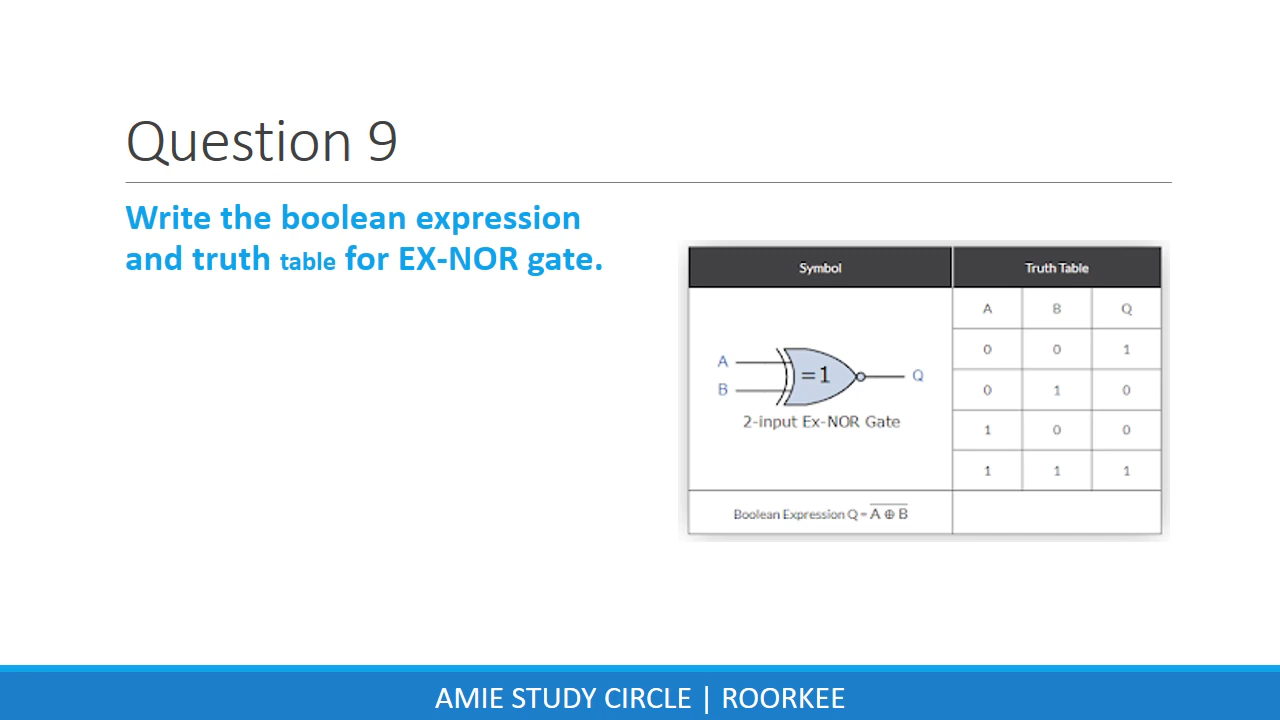 Question 9
Write the boolean expression
and truth table for EX-NOR gate.
Symbol Truth Table
A B Q
0 0 1
0 1 0
1 0 0
1 1 1
A
B
=1
Q
2-input Ex-NOR Gate
Boolean Expression Q = A̅ ̅⊕̅ ̅B̅
AMIE STUDY CIRCLE | ROORKEE